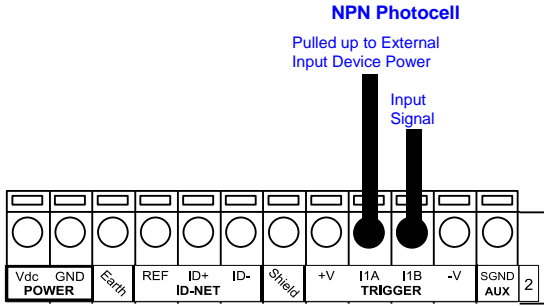 NPN Photocell
Pulled up to External
Input Device Power
Input
Signal
Vdc GND Earth REF ID+ ID- Shield +V I1A I1B -V SGND 2
POWER ID-NET TRIGGER AUX